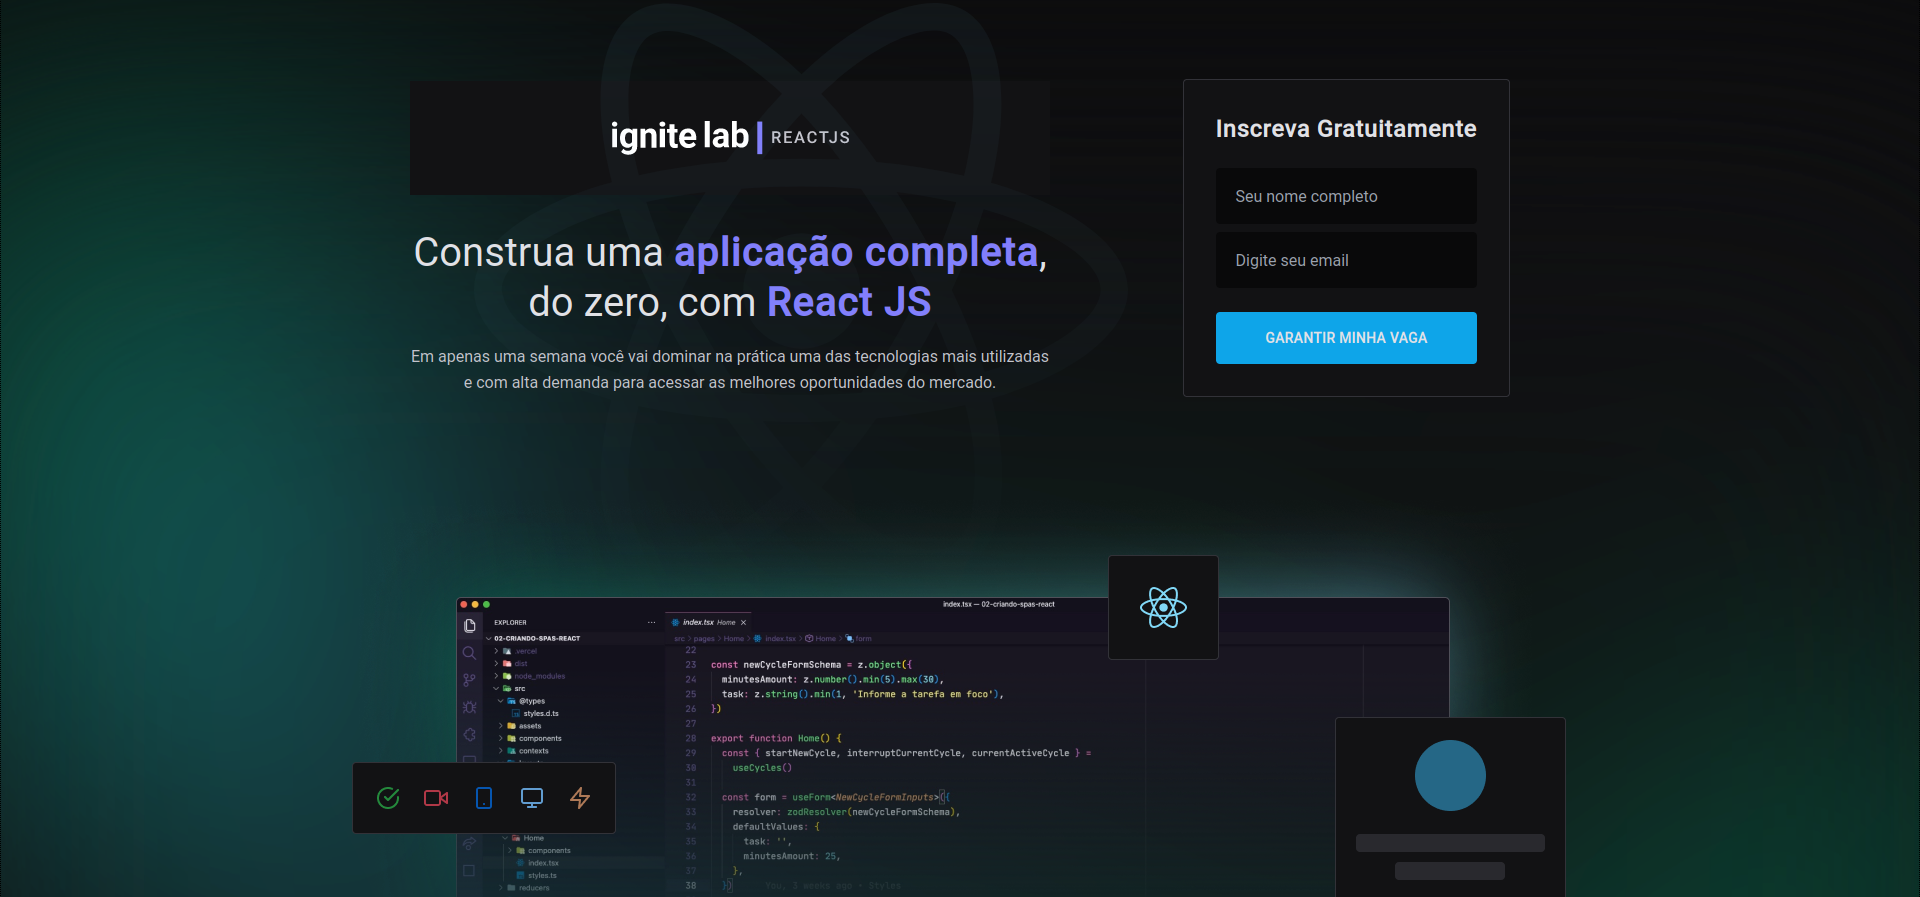 ignite lab | REACTJS
Construa uma aplicação completa,
do zero, com React JS
Em apenas uma semana você vai dominar na prática uma das tecnologias mais utilizadas
e com alta demanda para acessar as melhores oportunidades do mercado.
Inscreva Gratuitamente
Seu nome completo
Digite seu email
GARANTIR MINHA VAGA
index.tsx — 02-criando-spas-react
EXPLORER
02-CRIANDO-SPAS-REACT
.vercel
dist
node_modules
src
@types
styles.d.ts
assets
components
contexts
Home
components
index.tsx
styles.ts
reducers
index.tsx Home
src > pages > Home > index.tsx > Home > form
22
23 const newCycleFormSchema = z.object({
24 minutesAmount: z.number().min(5).max(30),
25 task: z.string().min(1, 'Informe a tarefa em foco'),
26 })
27
28 export function Home() {
29 const { startNewCycle, interruptCurrentCycle, currentActiveCycle } =
30 useCycles()
31
32 const form = useForm<NewCycleFormInputs>({
33 resolver: zodResolver(newCycleFormSchema),
34 defaultValues: {
35 task: '',
36 minutesAmount: 25,
37 },
38 }) You, 3 weeks ago • Styles